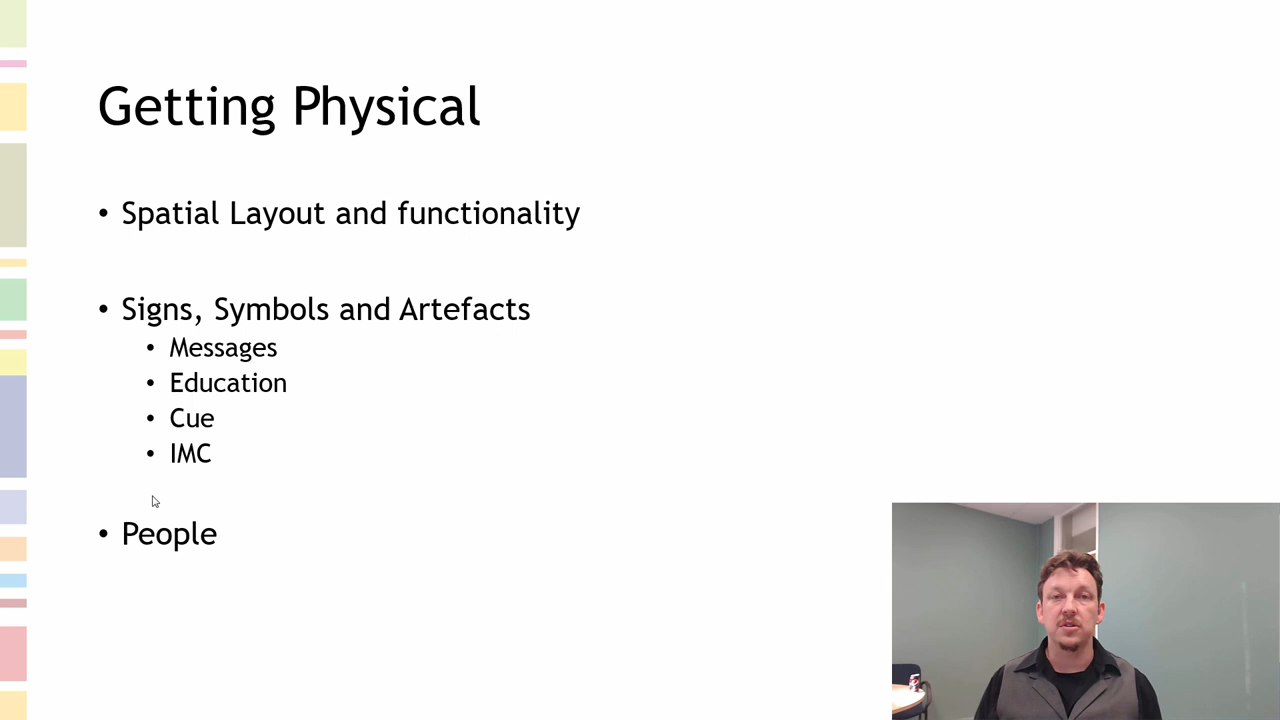 Getting Physical
• Spatial Layout and functionality
• Signs, Symbols and Artefacts
• Messages
• Education
• Cue
• IMC
• People